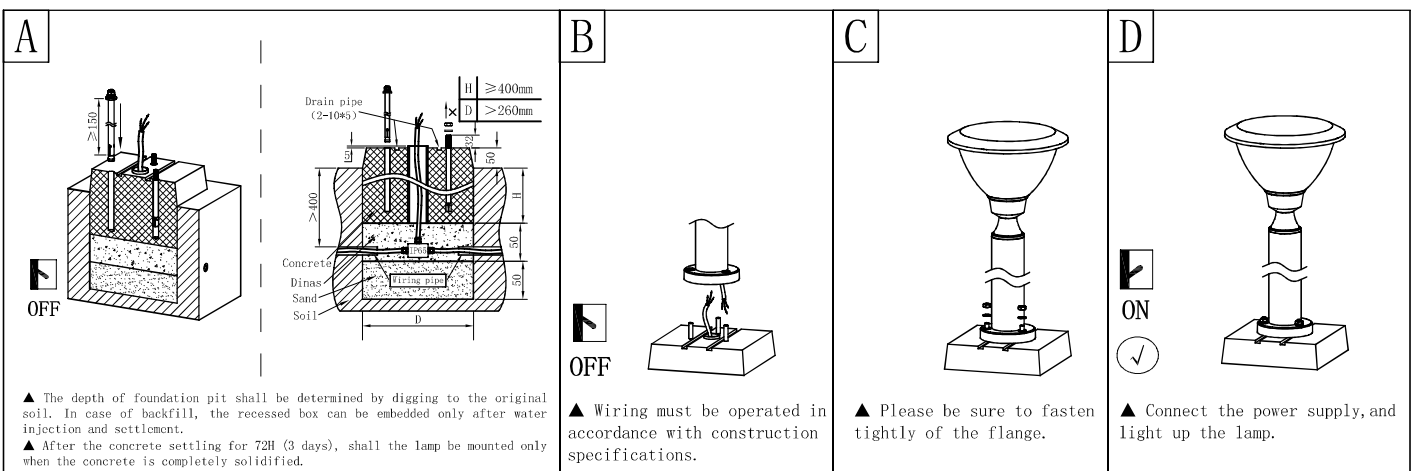 A
≥150
OFF
Drain pipe
(2-10*5)
H ≥400mm
D >260mm
×
15
32
50
>400
H
IP65
50
Concrete
Dinas
Wiring pipe
50
Sand
Soil
D
▲ The depth of foundation pit shall be determined by digging to the original
soil. In case of backfill, the recessed box can be embedded only after water
injection and settlement.
▲ After the concrete settling for 72H (3 days), shall the lamp be mounted only
when the concrete is completely solidified.
B
OFF
▲ Wiring must be operated in
accordance with construction
specifications.
C
▲ Please be sure to fasten
tightly of the flange.
D
ON
√
▲ Connect the power supply,and
light up the lamp.